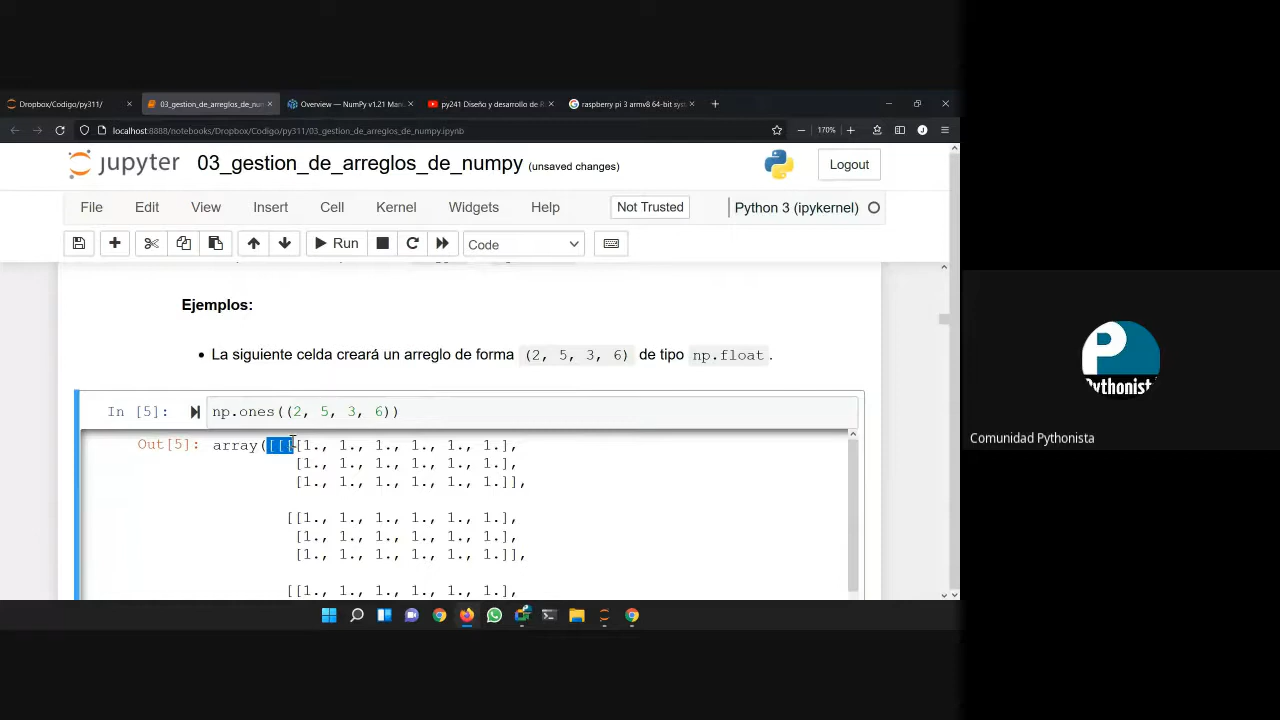 Dropbox/Codigo/py311/
03_gestion_de_arreglos_de_nun
Overview — NumPy v1.21 Man
py241 Diseño y desarrollo de R
raspberry pi 3 armv8 64-bit sys
localhost:8888/notebooks/Dropbox/Codigo/py311/03_gestion_de_arreglos_de_numpy.ipynb
170%
jupyter 03_gestion_de_arreglos_de_numpy (unsaved changes)
Logout
File Edit View Insert Cell Kernel Widgets Help
Not Trusted
Python 3 (ipykernel)
Run
Code
Ejemplos:
• La siguiente celda creará un arreglo de forma (2, 5, 3, 6) de tipo np.float.
In [5]: np.ones((2, 5, 3, 6))
Out[5]: array([[[[1., 1., 1., 1., 1., 1.],
[1., 1., 1., 1., 1., 1.],
[1., 1., 1., 1., 1., 1.]],
[[1., 1., 1., 1., 1., 1.],
[1., 1., 1., 1., 1., 1.],
[1., 1., 1., 1., 1., 1.]],
[[1., 1., 1., 1., 1., 1.],
P
Pythonist
Comunidad Pythonista